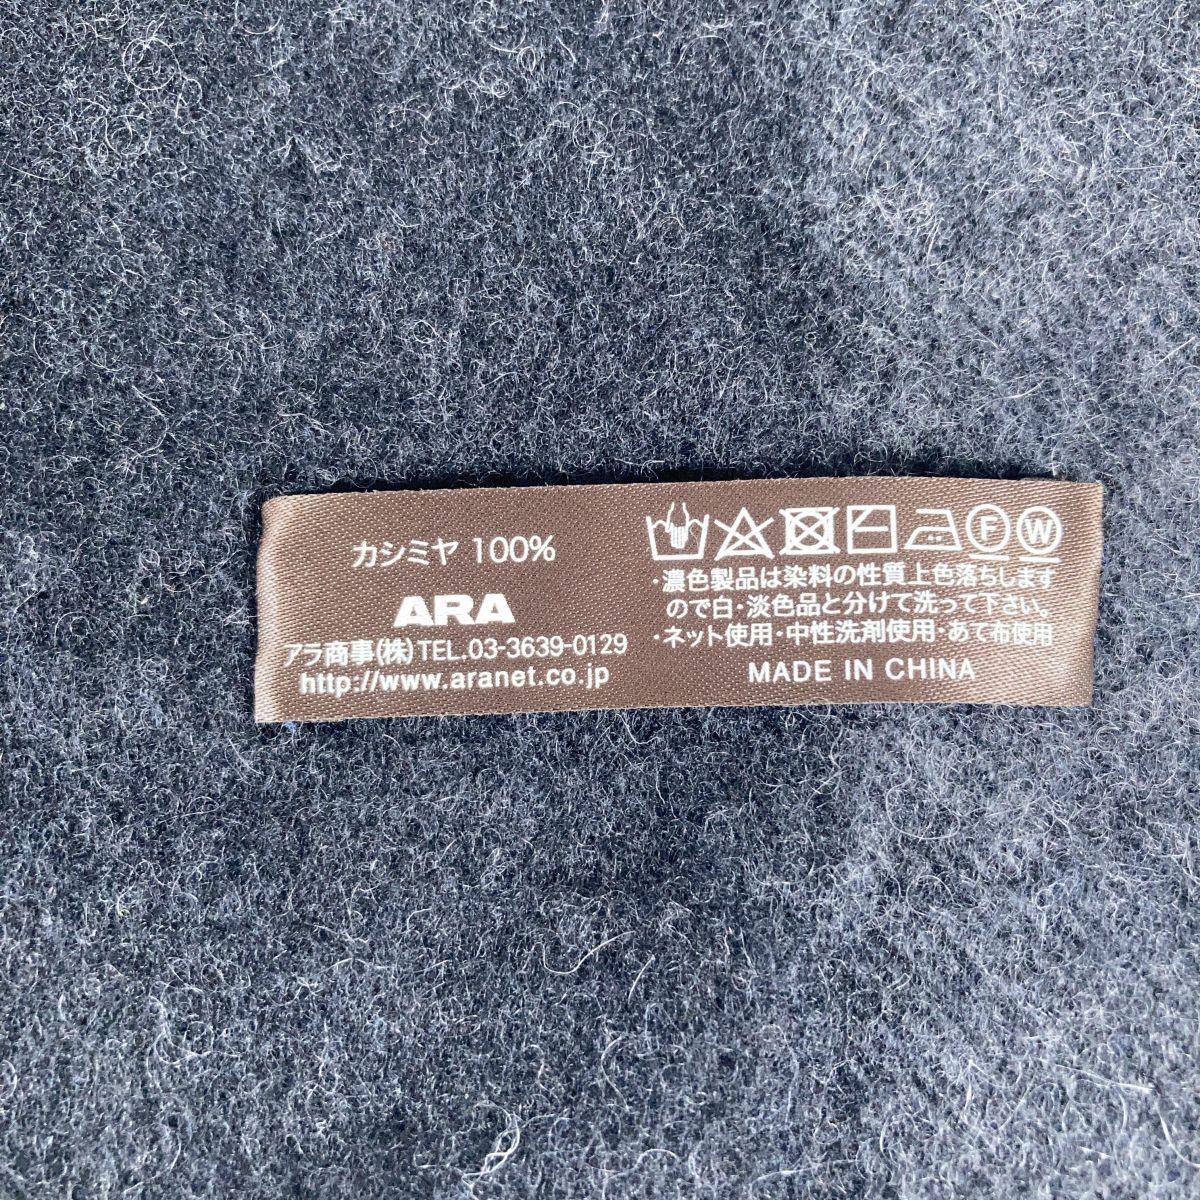 カシミヤ 100%
ARA
アラ商事(株)TEL.03-3639-0129
http://www.aranet.co.jp
F W
・濃色製品は染料の性質上色落ちします
ので白・淡色品と分けて洗って下さい。
・ネット使用・中性洗剤使用・あて布使用
MADE IN CHINA